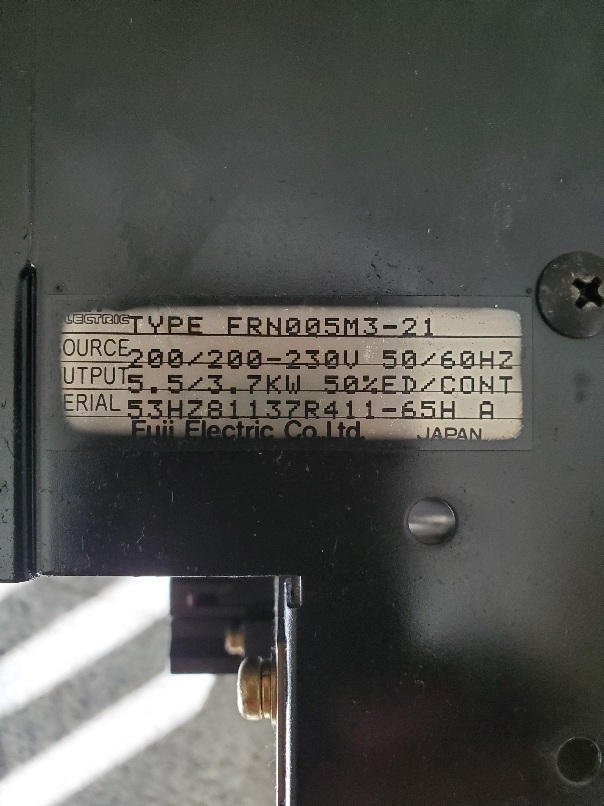 LECTRIC TYPE FRN005M3-21
OURCE 200/200-230V 50/60HZ
UTPUT 5.5/3.7KW 50%ED/CONT
ERIAL 53HZ81137R411-65H A
Fuji Electric Co.Ltd. JAPAN